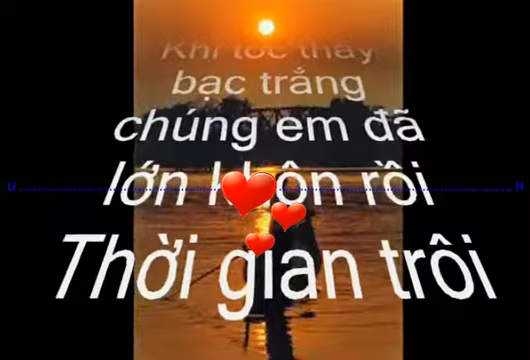 Khi tóc thầy
bạc trắng
chúng em đã
lớn khôn rồi
Thời gian trôi